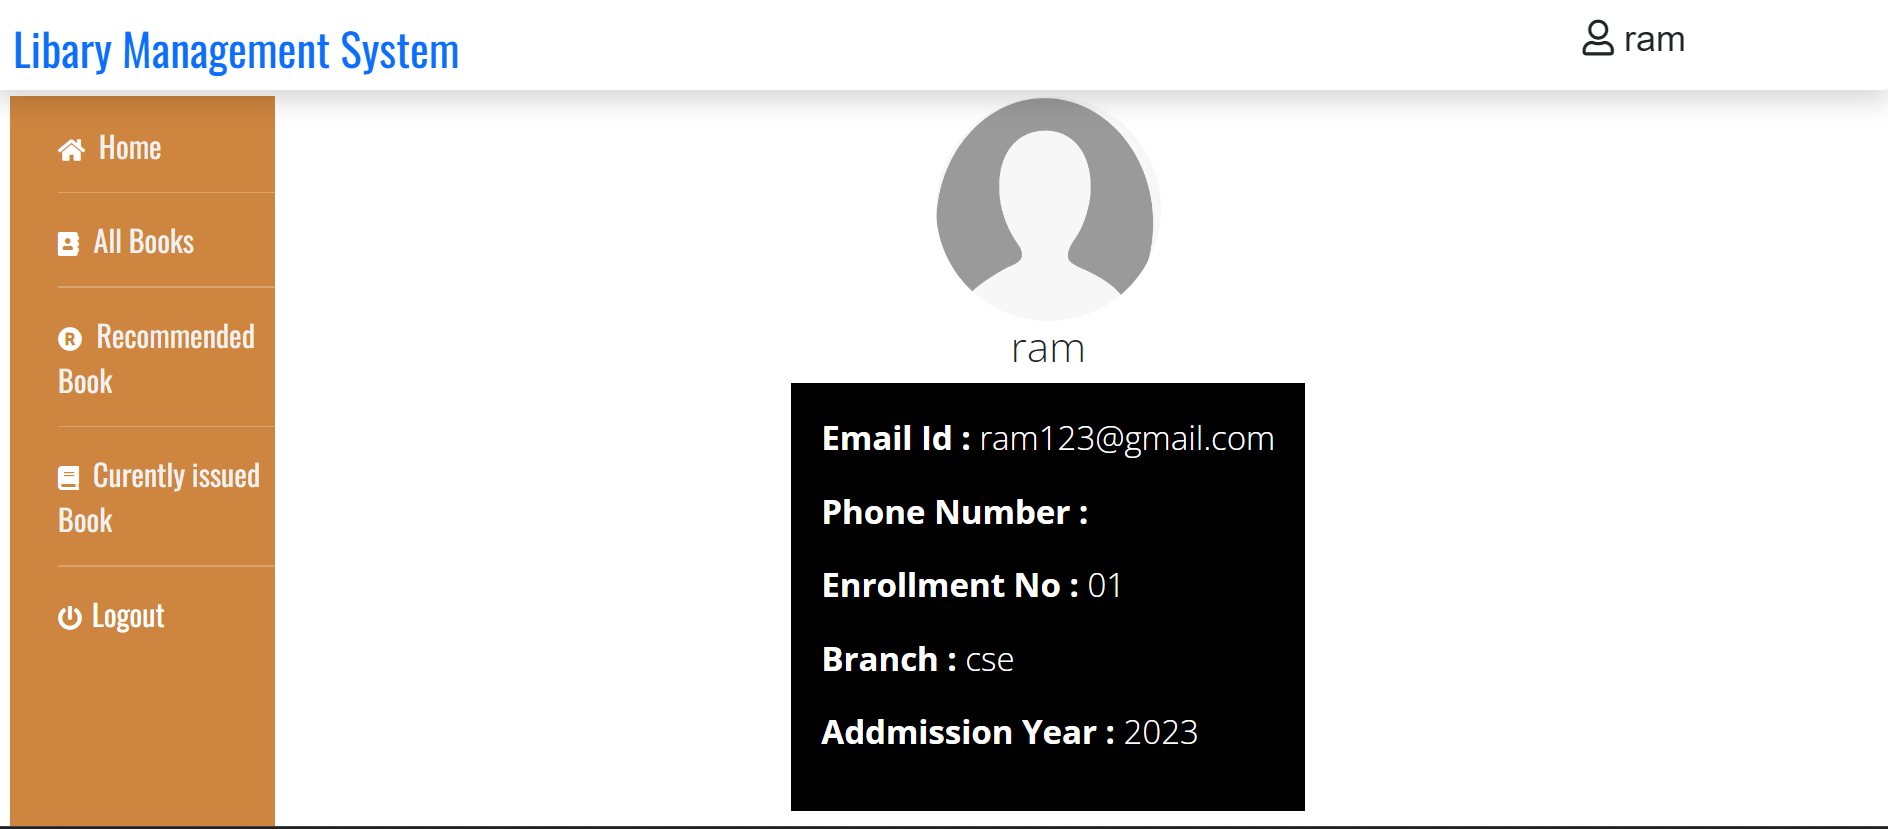 Libary Management System
ram
Home
All Books
Recommended
Book
Curently issued
Book
Logout
ram
Email Id : ram123@gmail.com
Phone Number :
Enrollment No : 01
Branch : cse
Addmission Year : 2023